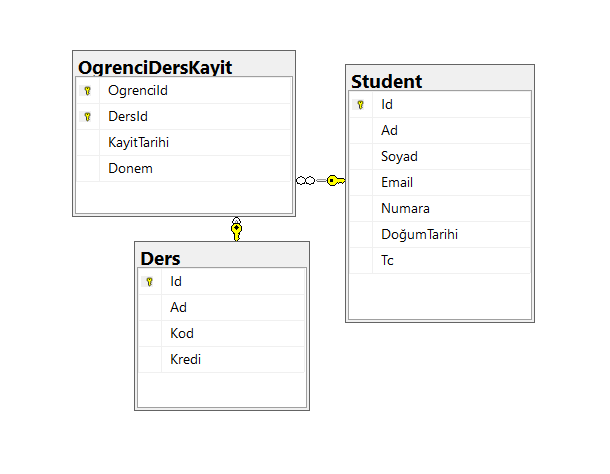 OgrenciDersKayit
OgrenciId
DersId
KayitTarihi
Donem
Student
Id
Ad
Soyad
Email
Numara
DoğumTarihi
Tc
Ders
Id
Ad
Kod
Kredi